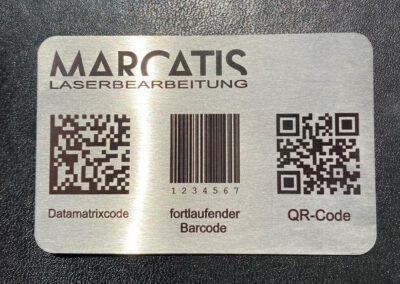 MARCATIS
LASERBEARBEITUNG
1234567
Datamatrixcode
fortlaufender
Barcode
QR-Code